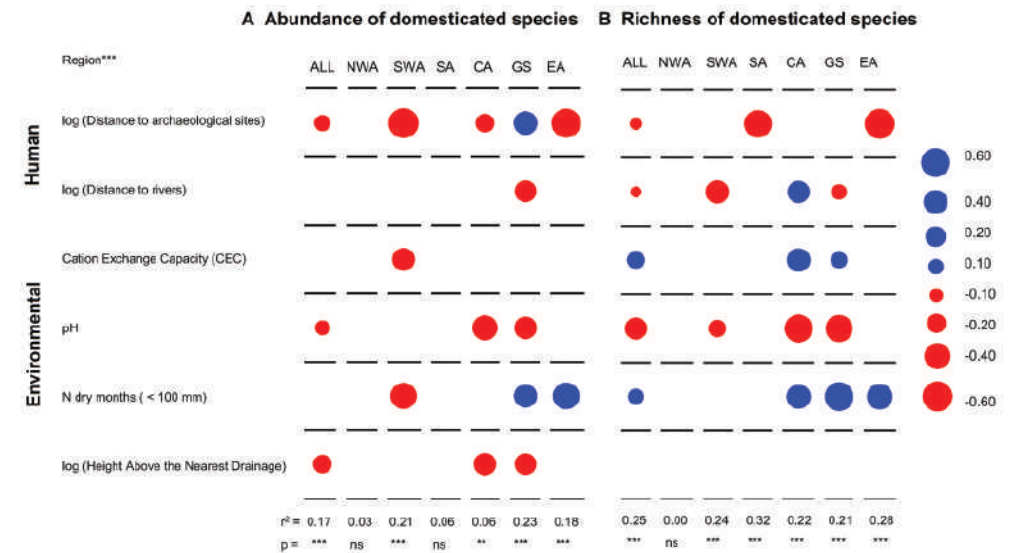 A Abundance of domesticated species B Richness of domesticated species
Region***
ALL NWA SWA SA CA GS EA ALL NWA SWA SA CA GS EA
Human
log (Distance to archaeological sites)
log (Distance to rivers)
Environmental
Cation Exchange Capacity (CEC)
pH
N dry months ( < 100 mm)
log (Height Above the Nearest Drainage)
0.60
0.40
0.20
0.10
-0.10
-0.20
-0.40
-0.60
r² = 0.17 0.03 0.21 0.06 0.06 0.23 0.18 0.25 0.00 0.24 0.32 0.22 0.21 0.28
p = *** ns *** ns ** *** *** *** ns *** *** *** *** ***